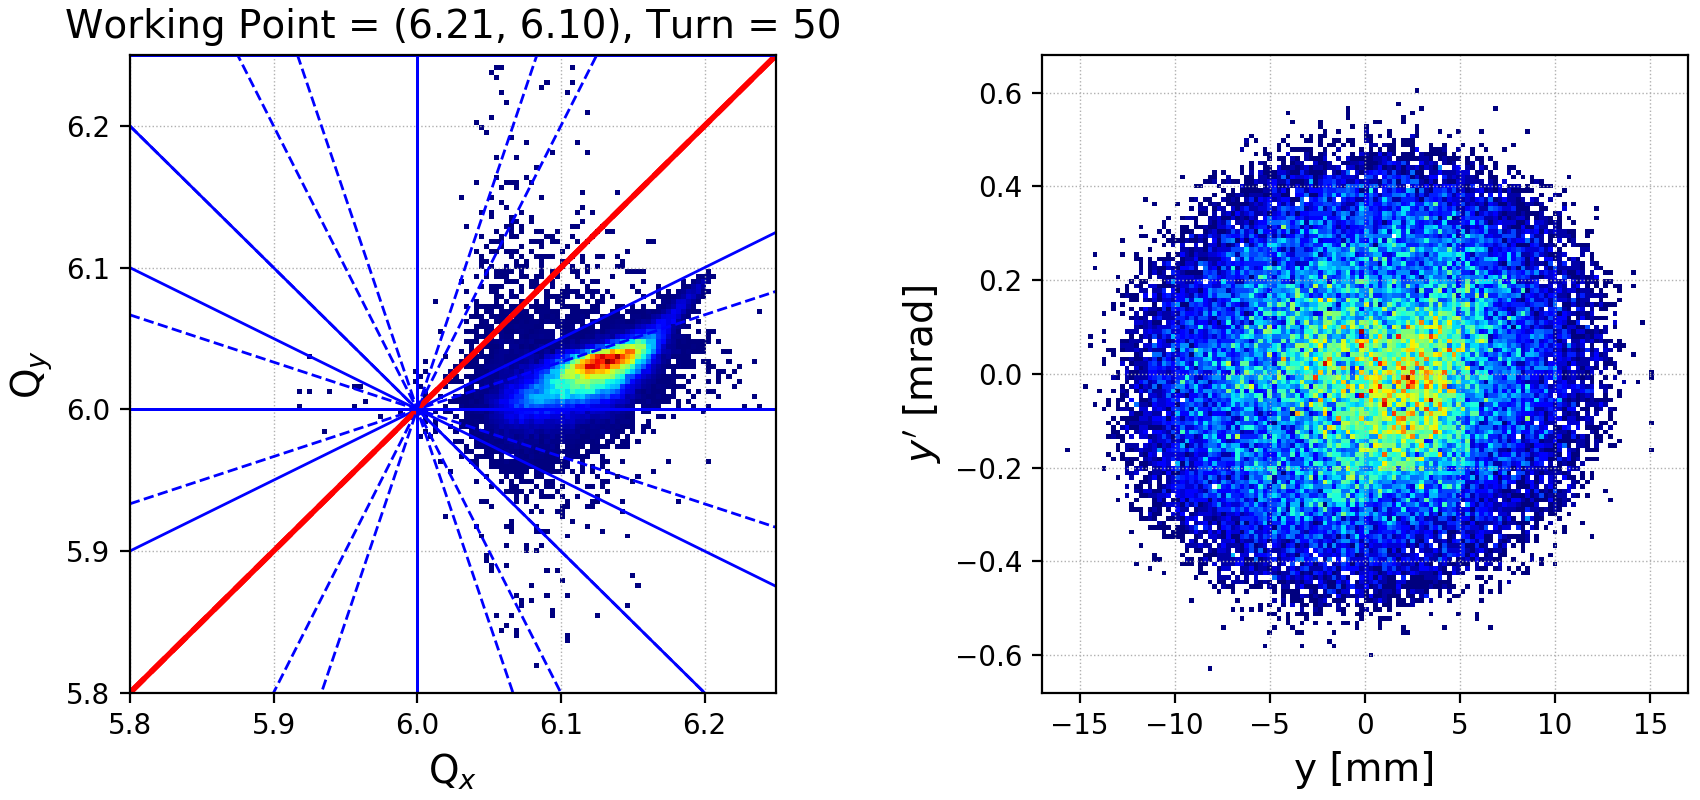 Working Point = (6.21, 6.10), Turn = 50
6.2
6.1
6.0
5.9
5.8
Qy
5.8 5.9 6.0 6.1 6.2
Qx
0.6
0.4
0.2
0.0
−0.2
−0.4
−0.6
y′ [mrad]
−15 −10 −5 0 5 10 15
y [mm]